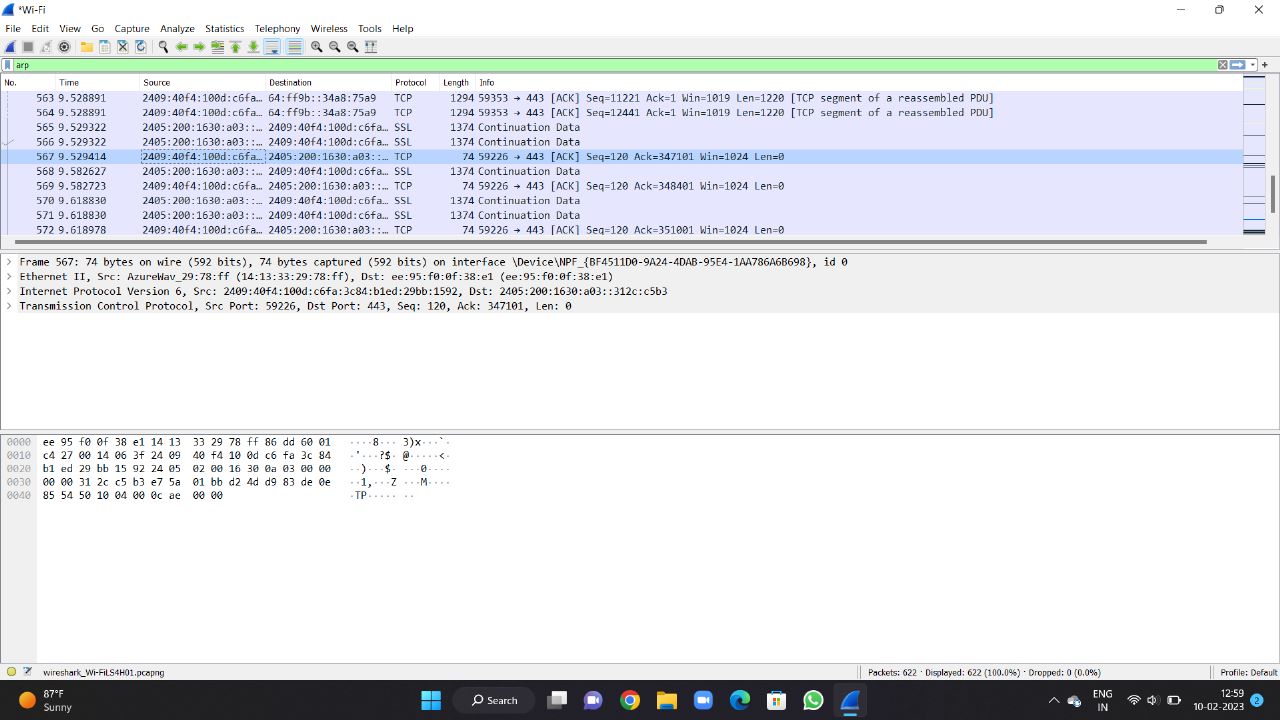 *Wi-Fi
File Edit View Go Capture Analyze Statistics Telephony Wireless Tools Help
arp
No. Time Source Destination Protocol Length Info
563 9.528891 2409:40f4:100d:c6fa… 64:ff9b::34a8:75a9 TCP 1294 59353 → 443 [ACK] Seq=11221 Ack=1 Win=1019 Len=1220 [TCP segment of a reassembled PDU]
564 9.528891 2409:40f4:100d:c6fa… 64:ff9b::34a8:75a9 TCP 1294 59353 → 443 [ACK] Seq=12441 Ack=1 Win=1019 Len=1220 [TCP segment of a reassembled PDU]
565 9.529322 2405:200:1630:a03::… 2409:40f4:100d:c6fa… SSL 1374 Continuation Data
566 9.529322 2405:200:1630:a03::… 2409:40f4:100d:c6fa… SSL 1374 Continuation Data
567 9.529414 2409:40f4:100d:c6fa… 2405:200:1630:a03::… TCP 74 59226 → 443 [ACK] Seq=120 Ack=347101 Win=1024 Len=0
568 9.582627 2405:200:1630:a03::… 2409:40f4:100d:c6fa… SSL 1374 Continuation Data
569 9.582723 2409:40f4:100d:c6fa… 2405:200:1630:a03::… TCP 74 59226 → 443 [ACK] Seq=120 Ack=348401 Win=1024 Len=0
570 9.618830 2405:200:1630:a03::… 2409:40f4:100d:c6fa… SSL 1374 Continuation Data
571 9.618830 2405:200:1630:a03::… 2409:40f4:100d:c6fa… SSL 1374 Continuation Data
572 9.618978 2409:40f4:100d:c6fa… 2405:200:1630:a03::… TCP 74 59226 → 443 [ACK] Seq=120 Ack=351001 Win=1024 Len=0
Frame 567: 74 bytes on wire (592 bits), 74 bytes captured (592 bits) on interface \Device\NPF_{BF4511D0-9A24-4DAB-95E4-1AA786A6B698}, id 0
Ethernet II, Src: AzureWav_29:78:ff (14:13:33:29:78:ff), Dst: ee:95:f0:0f:38:e1 (ee:95:f0:0f:38:e1)
Internet Protocol Version 6, Src: 2409:40f4:100d:c6fa:3c84:b1ed:29bb:1592, Dst: 2405:200:1630:a03::312c:c5b3
Transmission Control Protocol, Src Port: 59226, Dst Port: 443, Seq: 120, Ack: 347101, Len: 0
0000 ee 95 f0 0f 38 e1 14 13 33 29 78 ff 86 dd 60 01 ····8··· 3)x···`·
0010 c4 27 00 14 06 3f 24 09 40 f4 10 0d c6 fa 3c 84 ·'···?$· @·····<·
0020 b1 ed 29 bb 15 92 24 05 02 00 16 30 0a 03 00 00 ··)···$· ···0····
0030 00 00 31 2c c5 b3 e7 5a 01 bb d2 4d d9 83 de 0e ··1,···Z ···M····
0040 85 54 50 10 04 00 0c ae 00 00 ·TP····· ··
wireshark_Wi-FiLS4H01.pcapng Packets: 622 · Displayed: 622 (100.0%) · Dropped: 0 (0.0%) Profile: Default
87°F
Sunny
Search
ENG
IN
12:59
10-02-2023
2